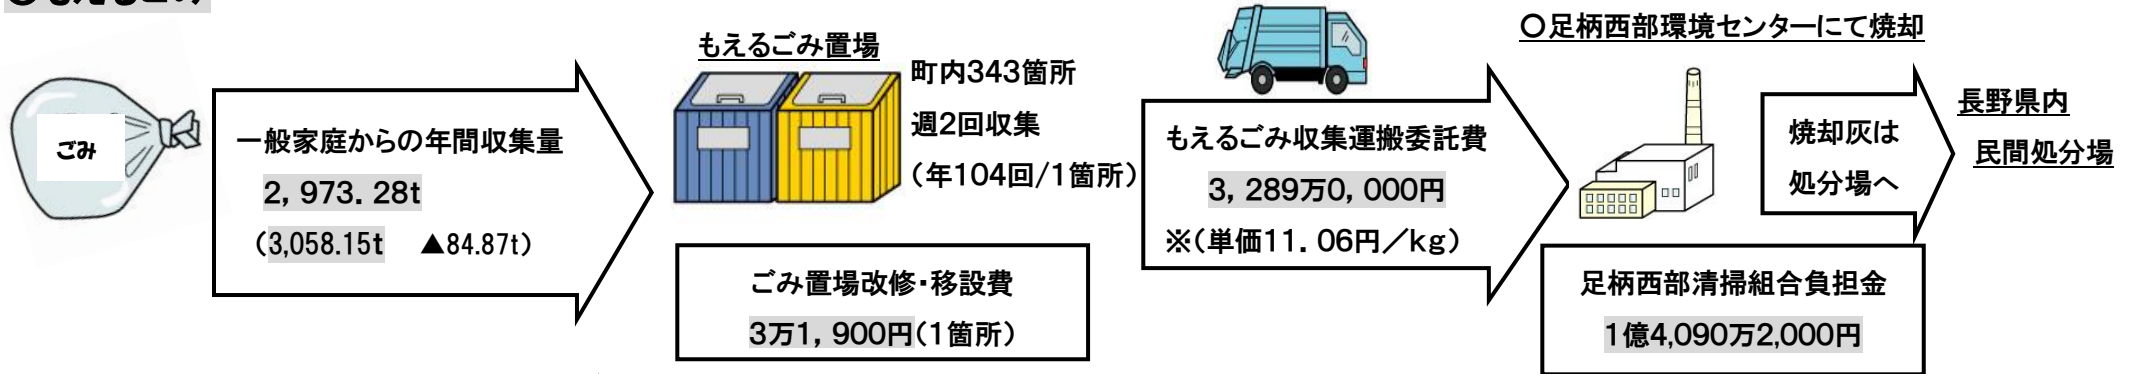 〇もえるごみ
ごみ
一般家庭からの年間収集量
2,973.28t
(3,058.15t ▲84.87t)
もえるごみ置場
町内343箇所
週2回収集
(年104回/1箇所)
ごみ置場改修・移設費
3万1,900円(1箇所)
もえるごみ収集運搬委託費
3,289万0,000円
※(単価11.06円/kg)
〇足柄西部環境センターにて焼却
足柄西部清掃組合負担金
1億4,090万2,000円
焼却灰は
処分場へ
長野県内
民間処分場